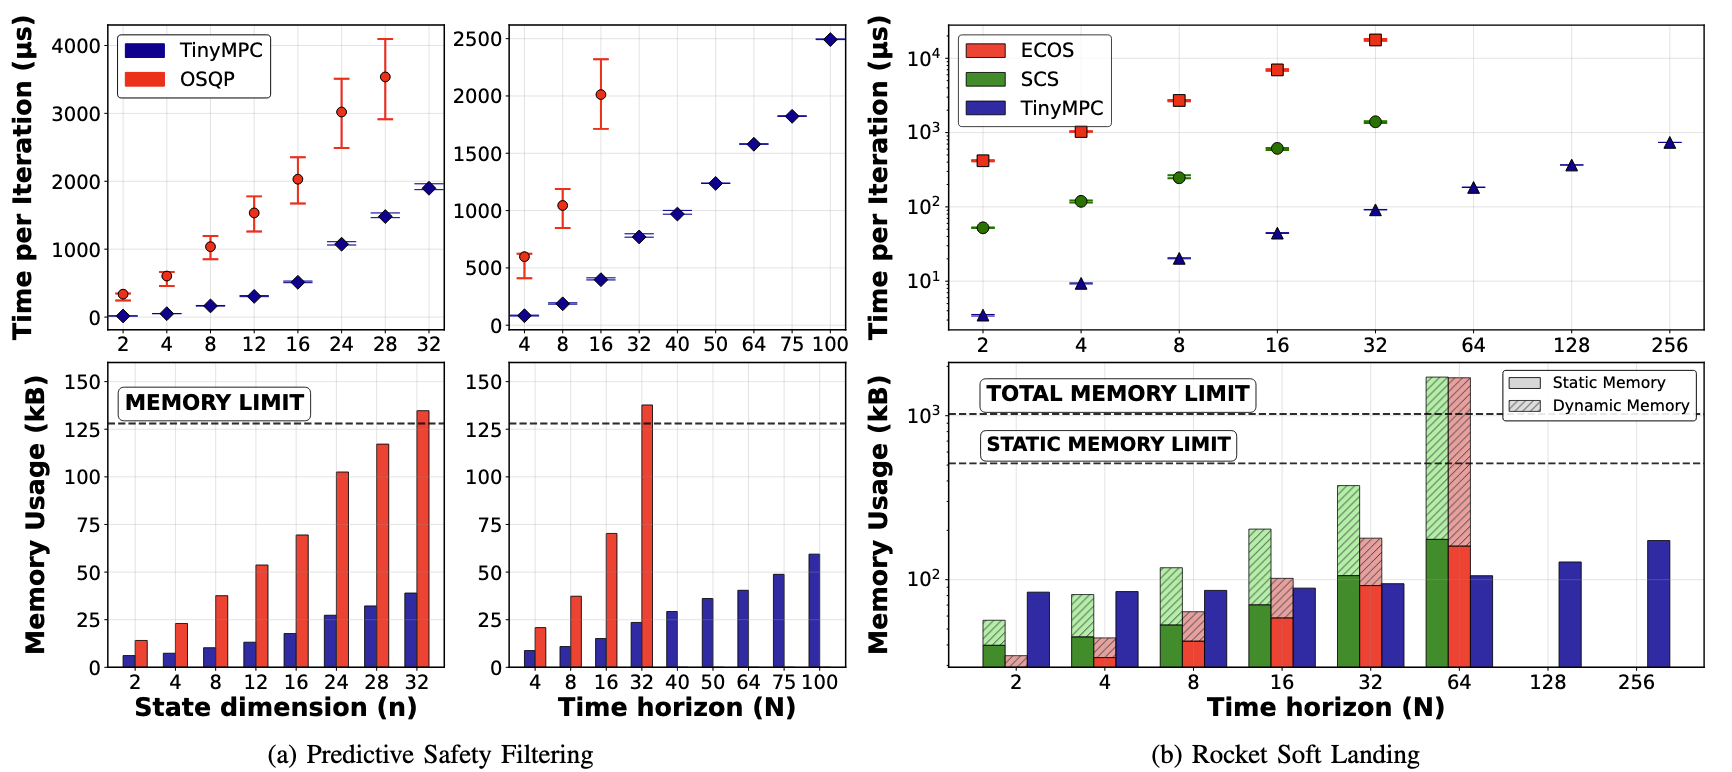 Time per Iteration (μs)
4000
3000
2000
1000
0
TinyMPC
OSQP
2 4 8 12 16 24 28 32
2500
2000
1500
1000
500
0
4 8 16 32 40 50 64 75 100
Time per Iteration (μs)
10⁴
10³
10²
10¹
ECOS
SCS
TinyMPC
2 4 8 16 32 64 128 256
Memory Usage (kB)
150
125
100
75
50
25
0
MEMORY LIMIT
2 4 8 12 16 24 28 32
State dimension (n)
150
125
100
75
50
25
0
4 8 16 32 40 50 64 75 100
Time horizon (N)
Memory Usage (kB)
10³
10²
TOTAL MEMORY LIMIT
STATIC MEMORY LIMIT
Static Memory
Dynamic Memory
2 4 8 16 32 64 128 256
Time horizon (N)
(a) Predictive Safety Filtering
(b) Rocket Soft Landing